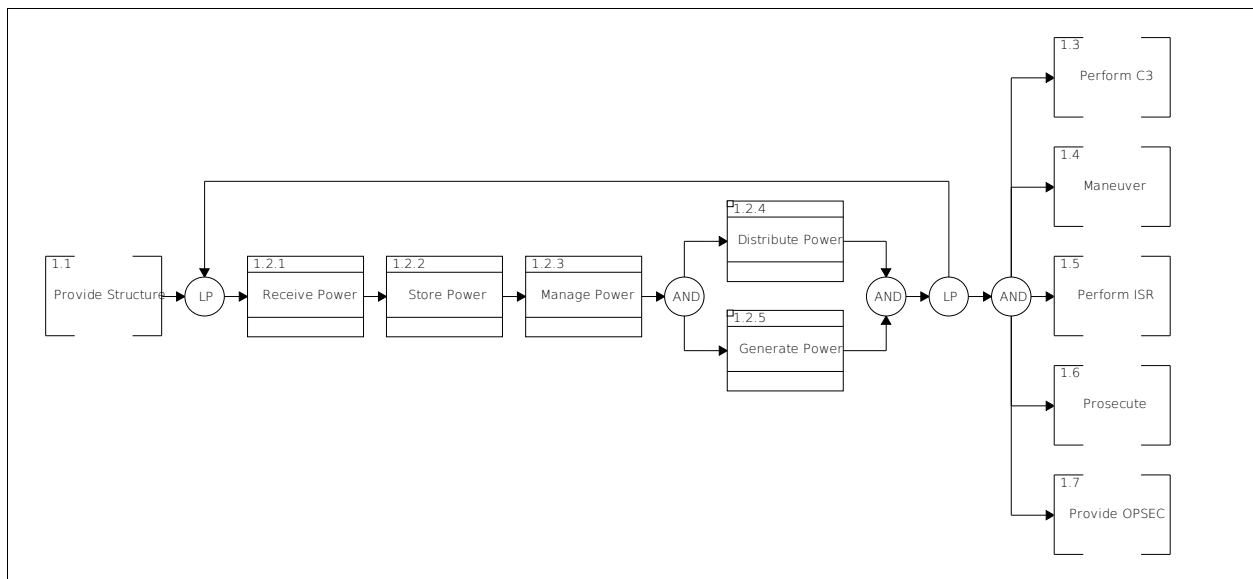 1.1
Provide Structure
LP
1.2.1
Receive Power
1.2.2
Store Power
1.2.3
Manage Power
AND
1.2.4
Distribute Power
1.2.5
Generate Power
AND
LP
AND
1.3
Perform C3
1.4
Maneuver
1.5
Perform ISR
1.6
Prosecute
1.7
Provide OPSEC